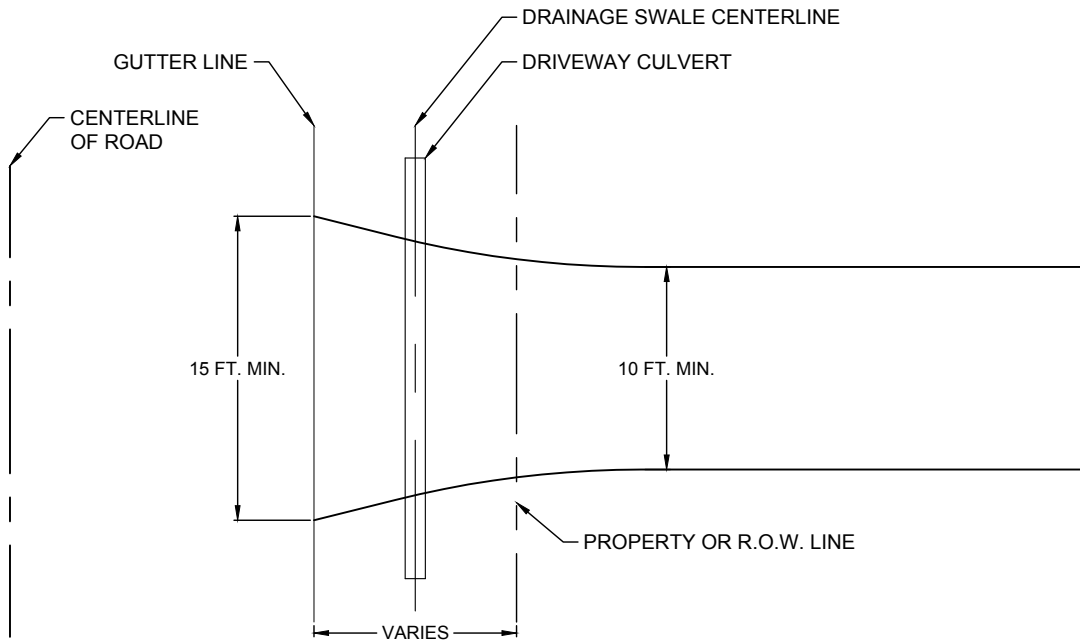 DRAINAGE SWALE CENTERLINE
GUTTER LINE
DRIVEWAY CULVERT
CENTERLINE
OF ROAD
15 FT. MIN.
10 FT. MIN.
PROPERTY OR R.O.W. LINE
VARIES